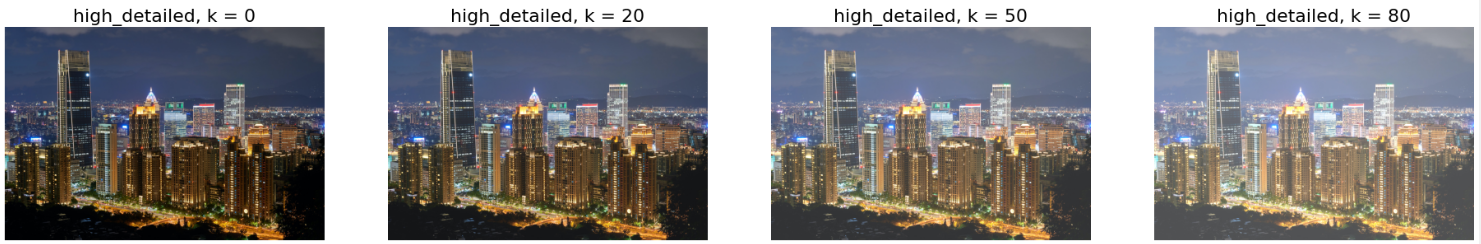 high_detailed, k = 0
high_detailed, k = 20
high_detailed, k = 50
high_detailed, k = 80